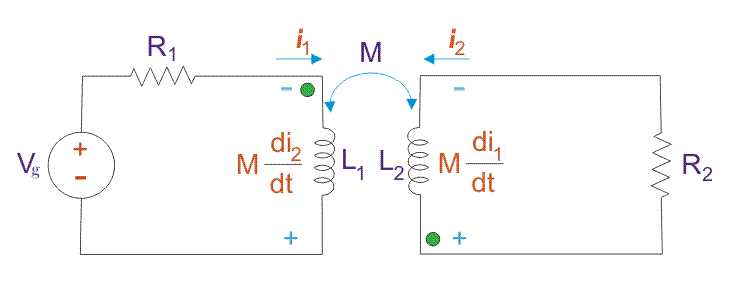 i1 M i2
R1
− −
Vg + - M di2/dt L1 L2 M di1/dt R2
+ +